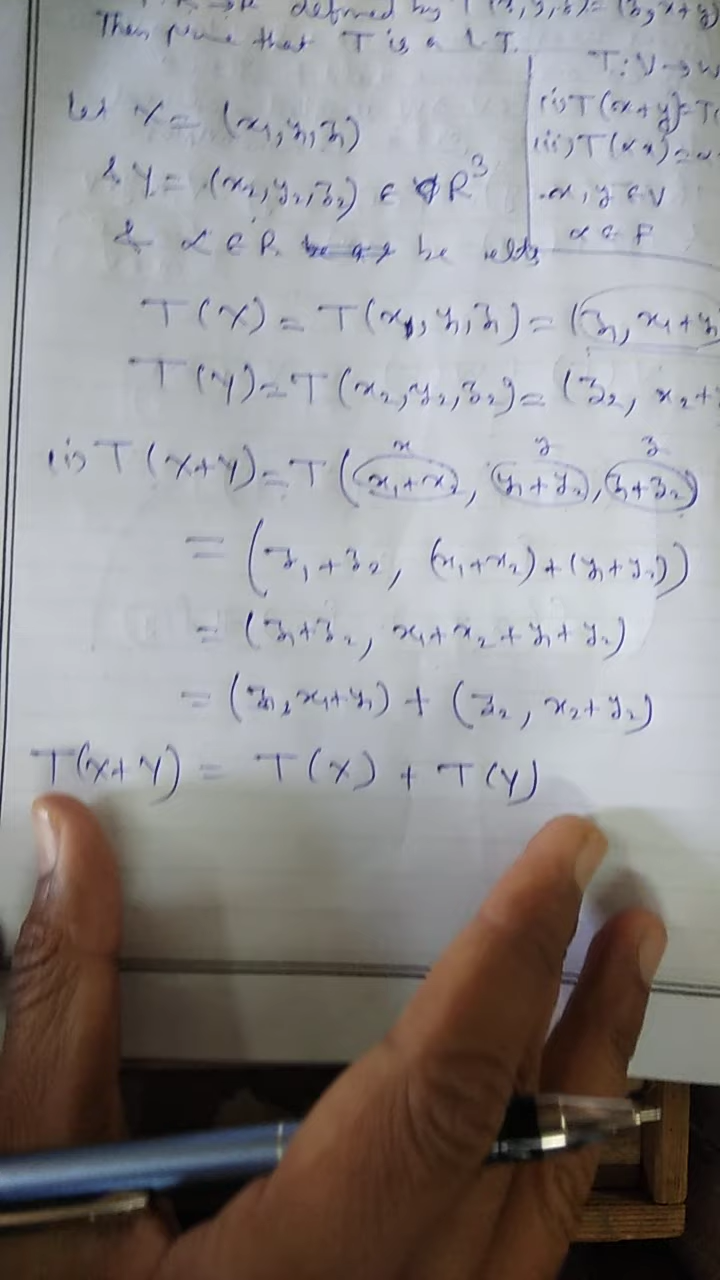 defined by T(x, y, z) = (z, x+y)
Then prove that T is a L.T.
T: V→W
(i) T(x+y)=T
(ii) T(αx)=α
x, y ∈ V
α ∈ F
let X = (x₁, y₁, z₁)
& Y = (x₂, y₂, z₂) ∈ R³
& α ∈ R be
T(X) = T(x₁, y₁, z₁) = (z₁, x₁+y₁
T(Y) = T(x₂, y₂, z₂) = (z₂, x₂+
x y z
(i) T(X+Y) = T(x₁+x₂, y₁+y₂, z₁+z₂)
= (z₁+z₂, (x₁+x₂)+(y₁+y₂))
= (z₁+z₂, x₁+x₂+y₁+y₂)
= (z₁, x₁+y₁) + (z₂, x₂+y₂)
T(X+Y) = T(X) + T(Y)